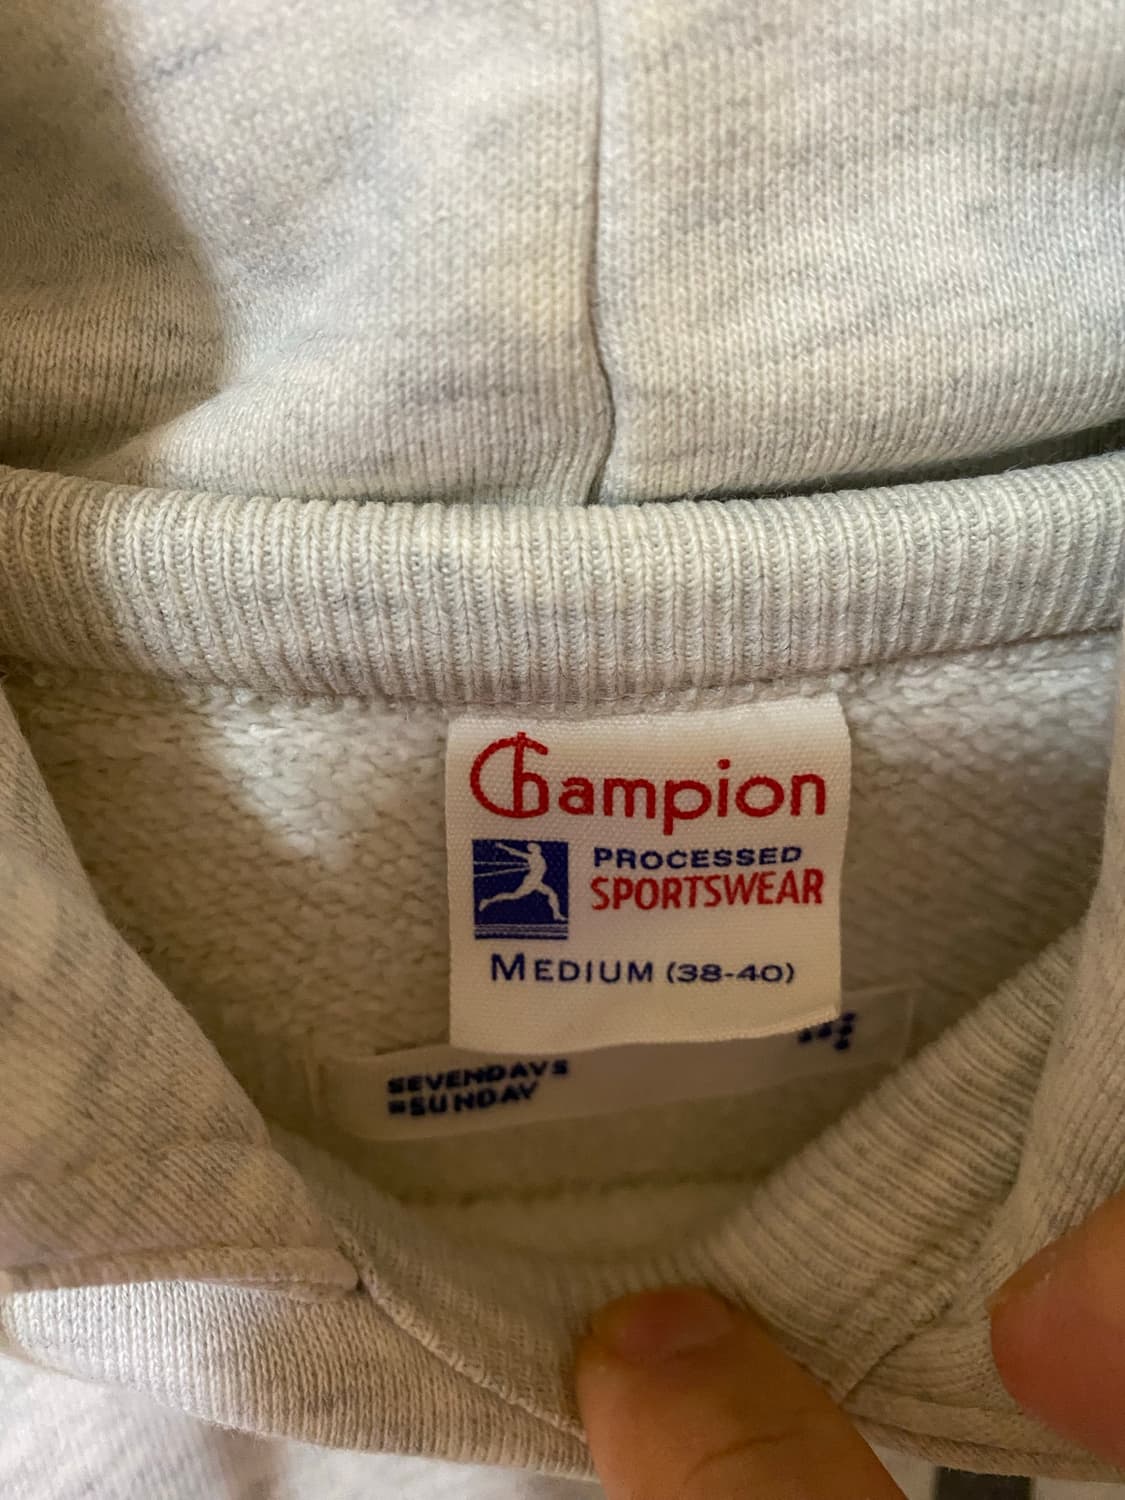 Champion
PROCESSED
SPORTSWEAR
MEDIUM (38-40)
SEVENDAYS
=SUNDAY